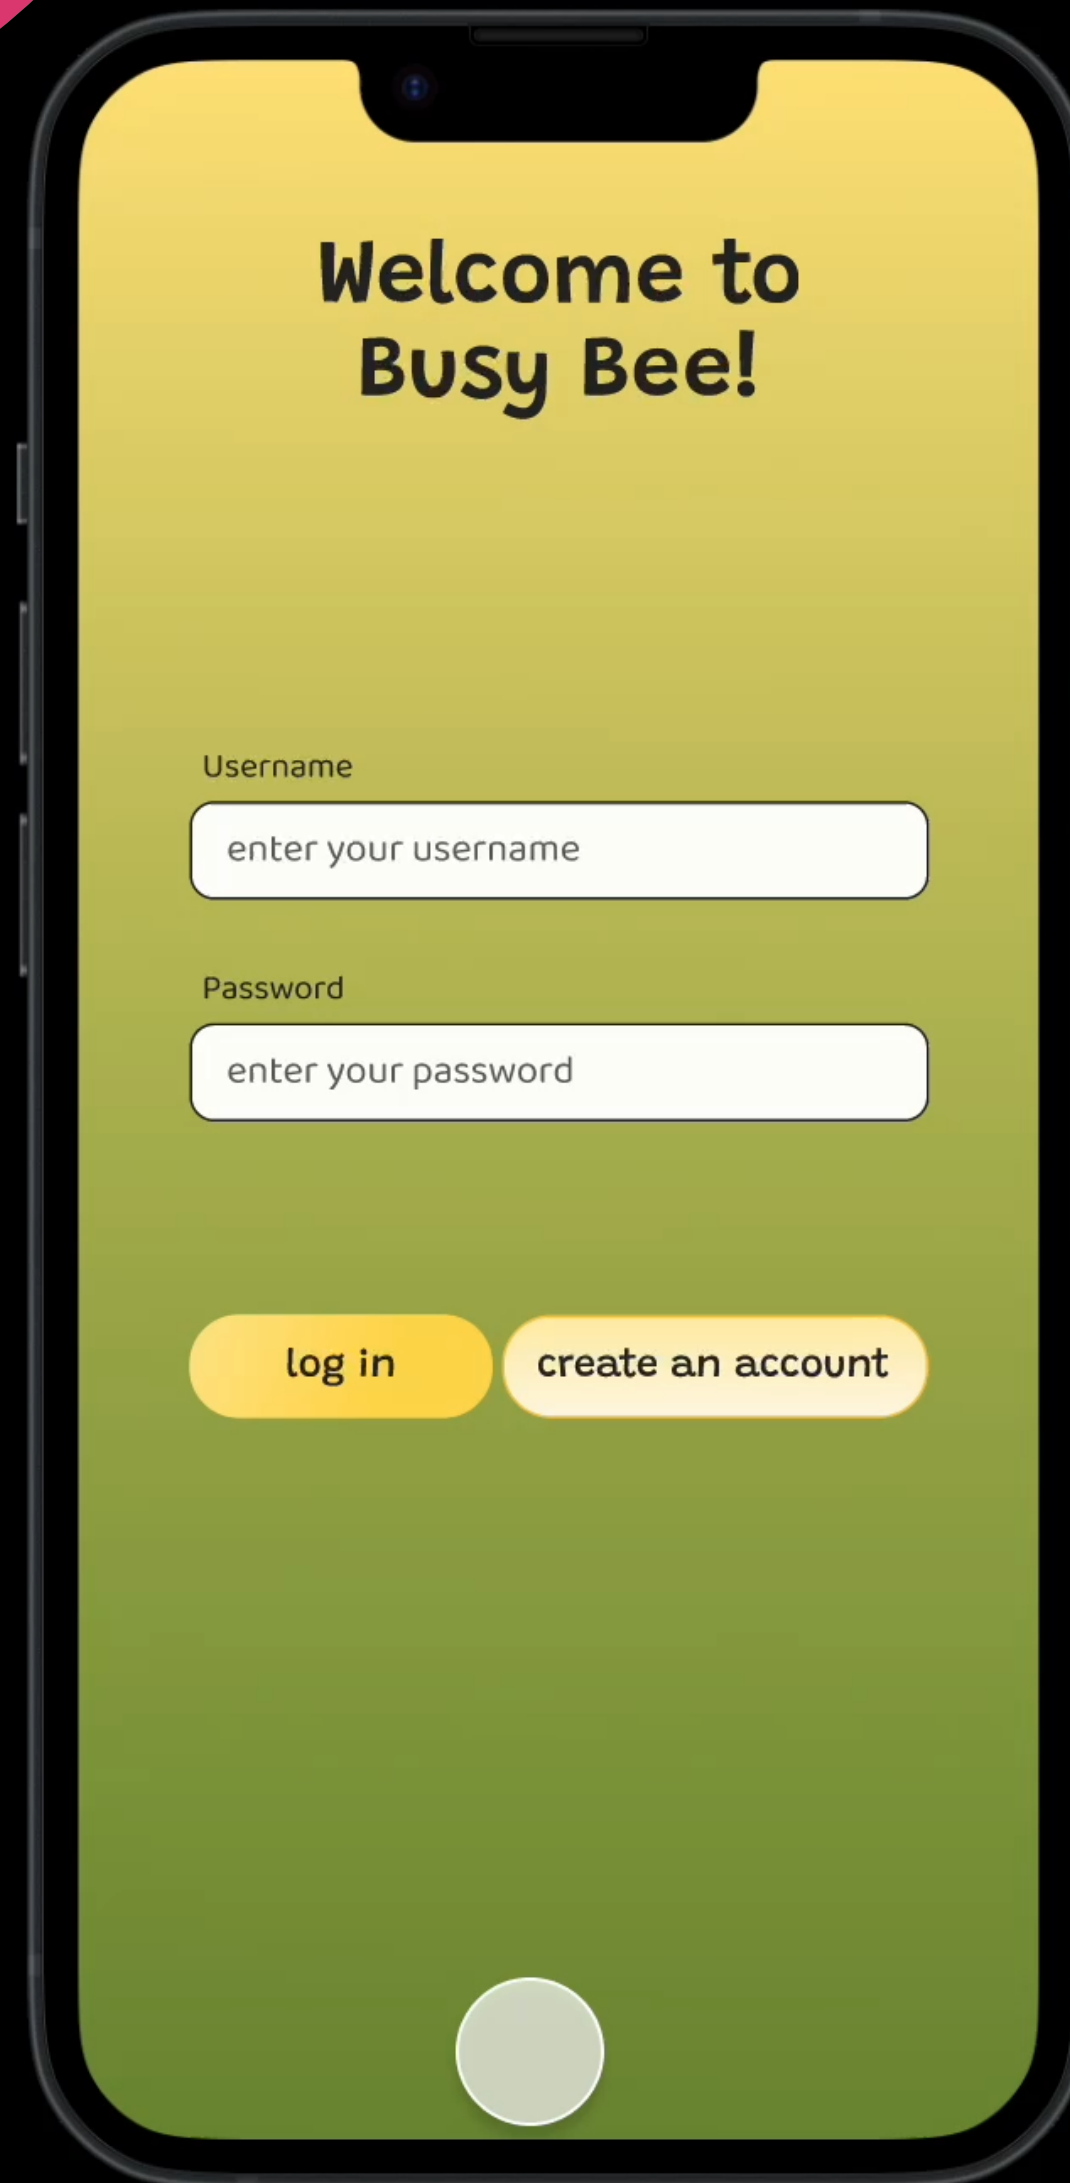 Welcome to
Busy Bee!
Username
enter your username
Password
enter your password
log in
create an account